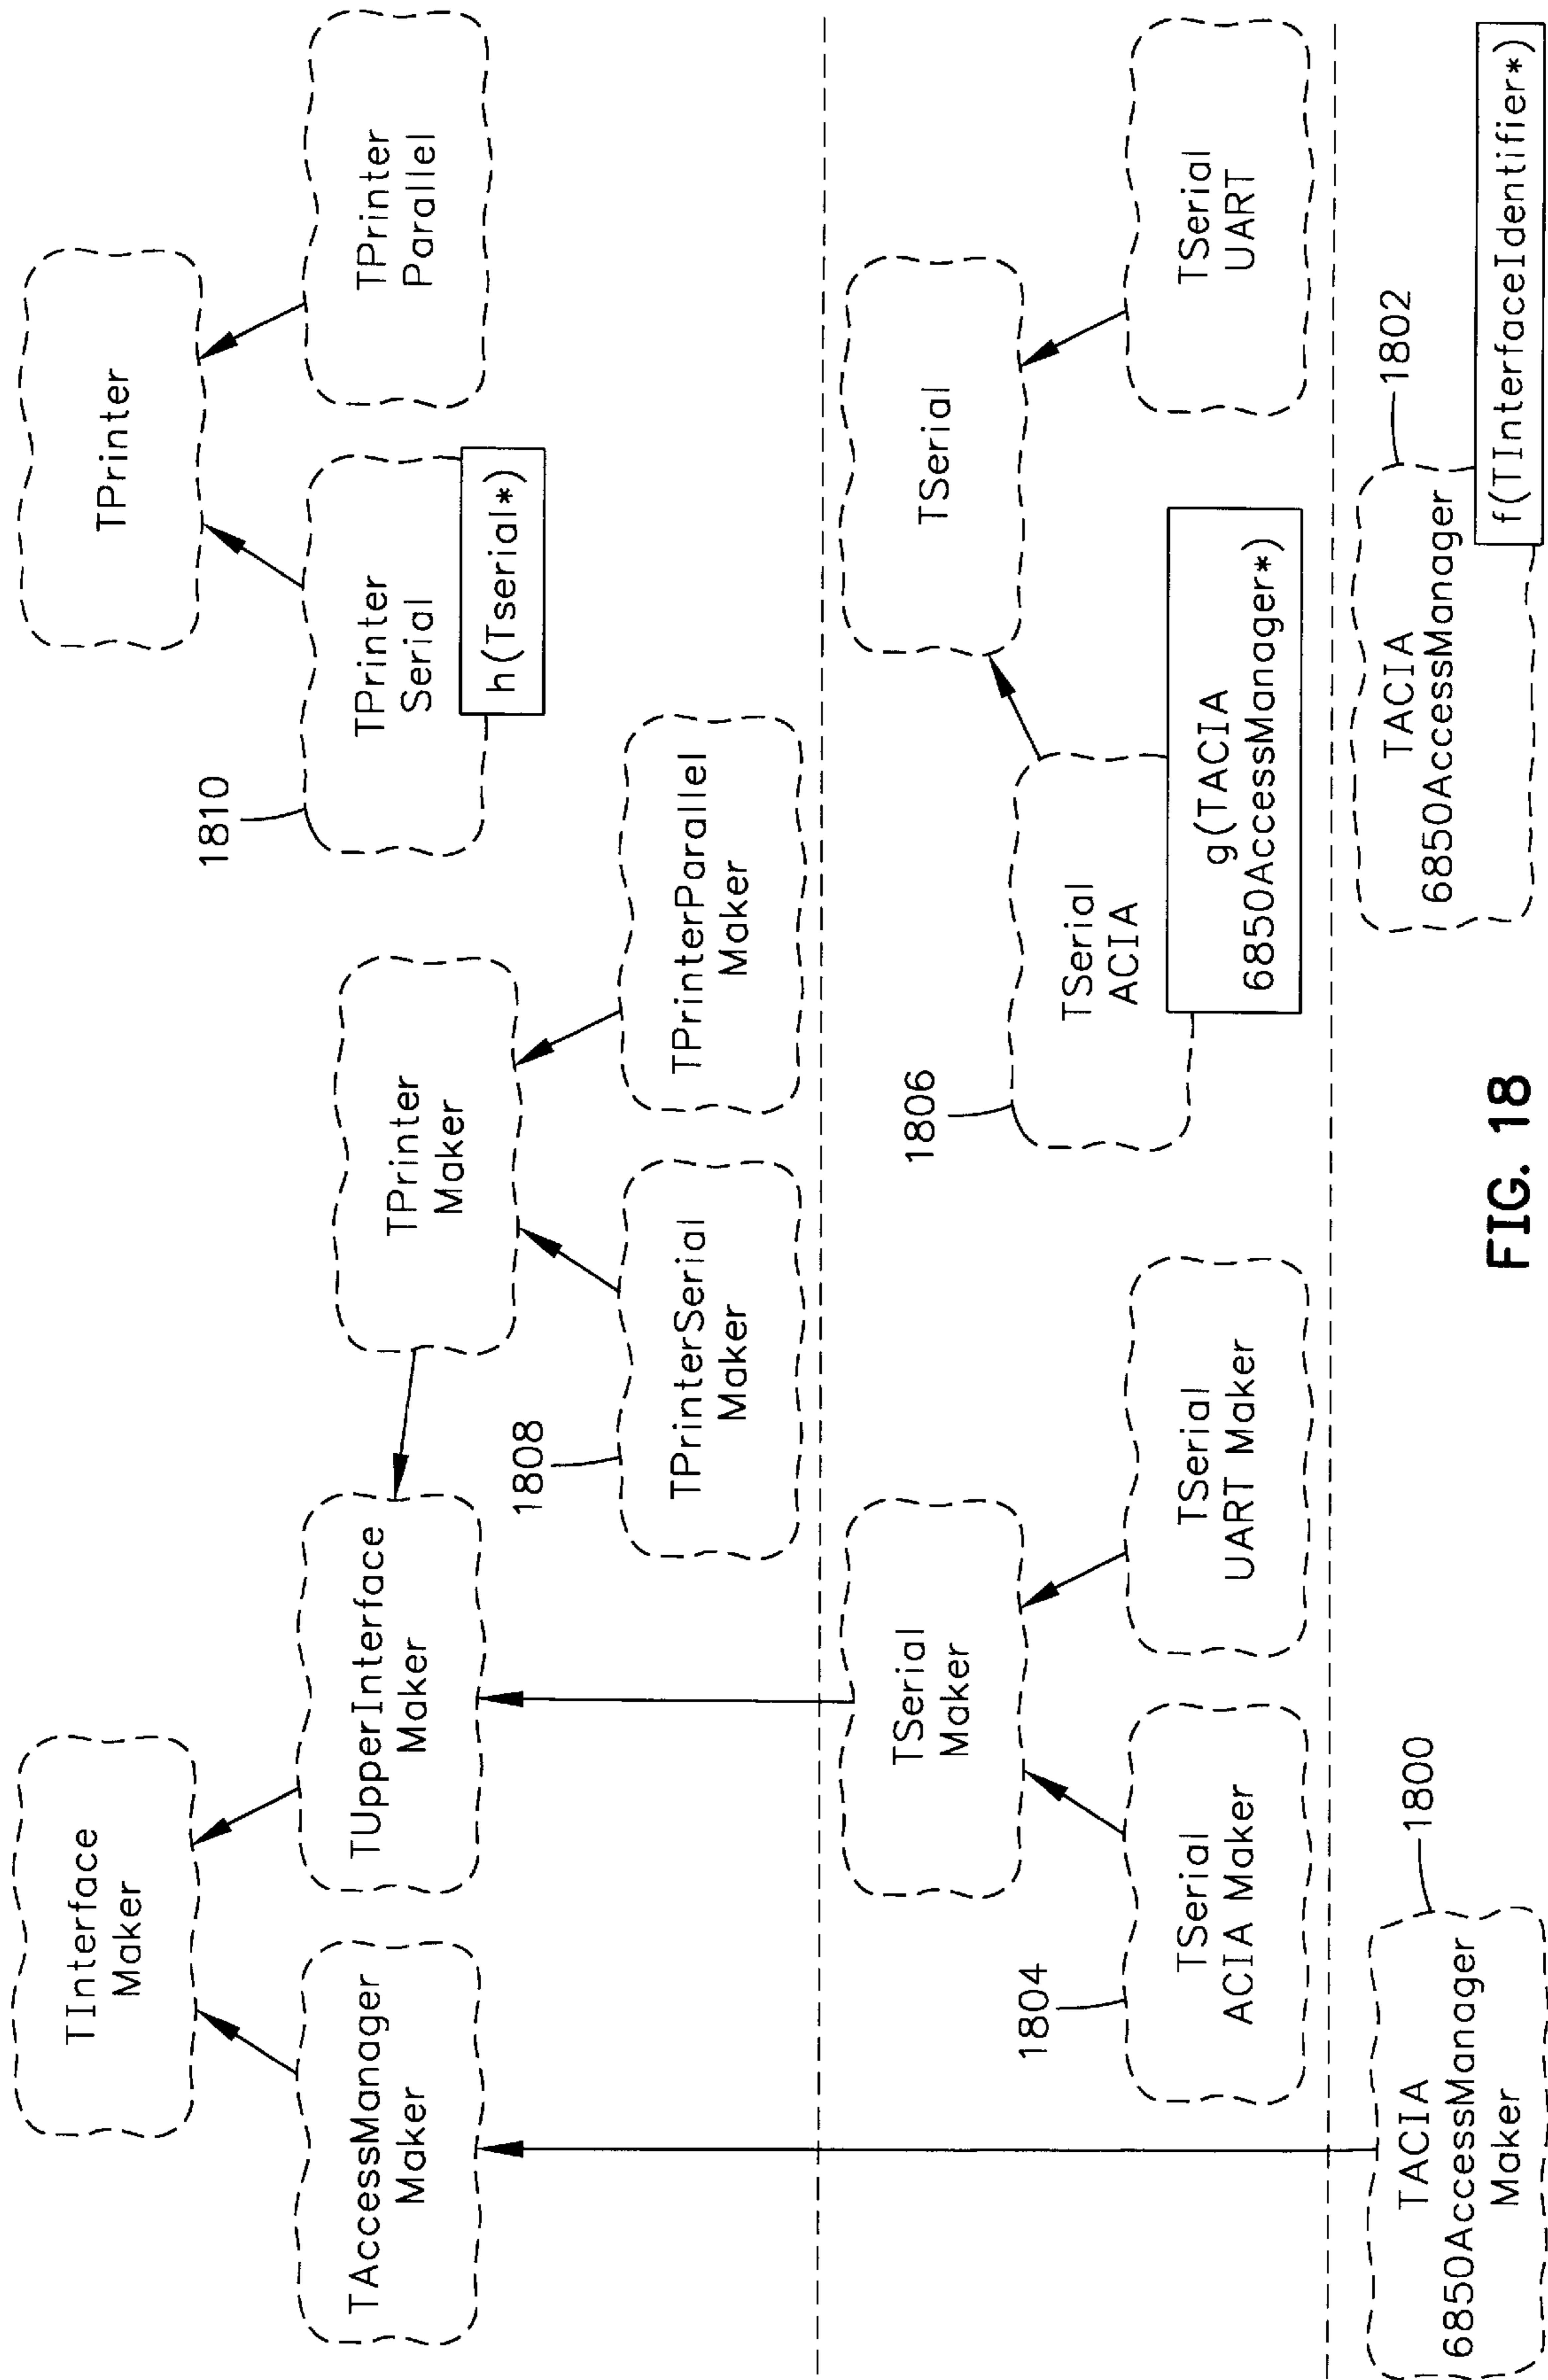 TInterface
Maker
TPrinter
TAccessManager
Maker
TUpperInterface
Maker
TPrinter
Maker
1810
TPrinter
Serial
h(Tserial*)
TPrinter
Parallel
1808
TPrinterSerial
Maker
TPrinterParallel
Maker
TSerial
Maker
TSerial
1804
TSerial
ACIA Maker
TSerial
UART Maker
1806
TSerial
ACIA
g(TACIA
6850AccessManager*)
TSerial
UART
1800
TACIA
6850AccessManager
Maker
1802
TACIA
6850AccessManager
f(TInterfaceIdentifier*)
FIG. 18